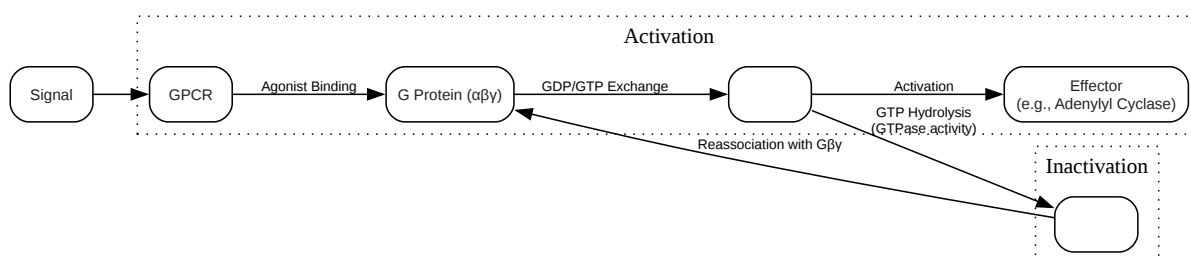 Activation
Signal
GPCR
Agonist Binding
G Protein (αβγ)
GDP/GTP Exchange
Activation
Effector
(e.g., Adenylyl Cyclase)
GTP Hydrolysis
(GTPase activity)
Reassociation with Gβγ
Inactivation